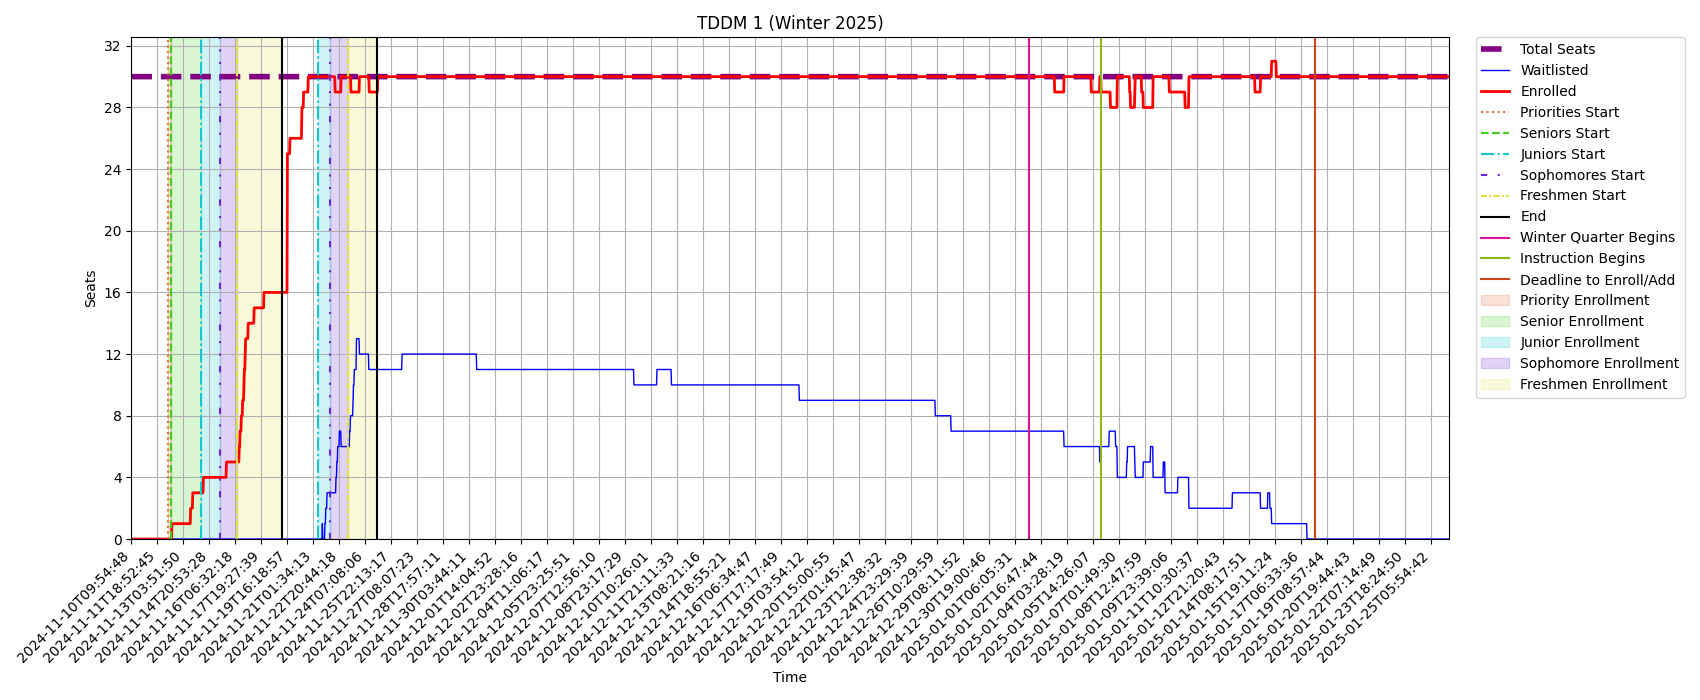 TDDM 1 (Winter 2025)
Seats
32
28
24
20
16
12
8
4
0
2024-11-10T09:54:48
2024-11-11T18:52:45
2024-11-13T03:51:50
2024-11-14T20:53:28
2024-11-16T06:32:18
2024-11-17T19:27:39
2024-11-19T16:18:57
2024-11-21T01:34:13
2024-11-22T20:44:18
2024-11-24T07:08:06
2024-11-25T22:13:17
2024-11-27T08:07:23
2024-11-28T17:57:11
2024-11-30T03:44:11
2024-12-01T14:04:52
2024-12-02T23:28:16
2024-12-04T11:06:17
2024-12-05T23:25:51
2024-12-07T12:56:10
2024-12-08T23:17:29
2024-12-10T10:26:01
2024-12-11T21:11:33
2024-12-13T08:21:16
2024-12-14T18:55:21
2024-12-16T06:34:47
2024-12-17T17:17:49
2024-12-19T03:54:12
2024-12-20T15:00:55
2024-12-22T01:45:47
2024-12-23T12:38:32
2024-12-24T23:29:39
2024-12-26T10:29:59
2024-12-29T08:11:52
2024-12-30T19:00:46
2025-01-01T06:05:31
2025-01-02T16:47:44
2025-01-04T03:28:19
2025-01-05T14:26:07
2025-01-07T01:49:30
2025-01-08T12:47:59
2025-01-09T23:39:06
2025-01-11T10:30:37
2025-01-12T21:20:43
2025-01-14T08:17:51
2025-01-15T19:11:24
2025-01-17T06:33:36
2025-01-19T08:57:44
2025-01-20T19:44:43
2025-01-22T07:14:49
2025-01-23T18:24:50
2025-01-25T05:54:42
Time
Total Seats
Waitlisted
Enrolled
Priorities Start
Seniors Start
Juniors Start
Sophomores Start
Freshmen Start
End
Winter Quarter Begins
Instruction Begins
Deadline to Enroll/Add
Priority Enrollment
Senior Enrollment
Junior Enrollment
Sophomore Enrollment
Freshmen Enrollment